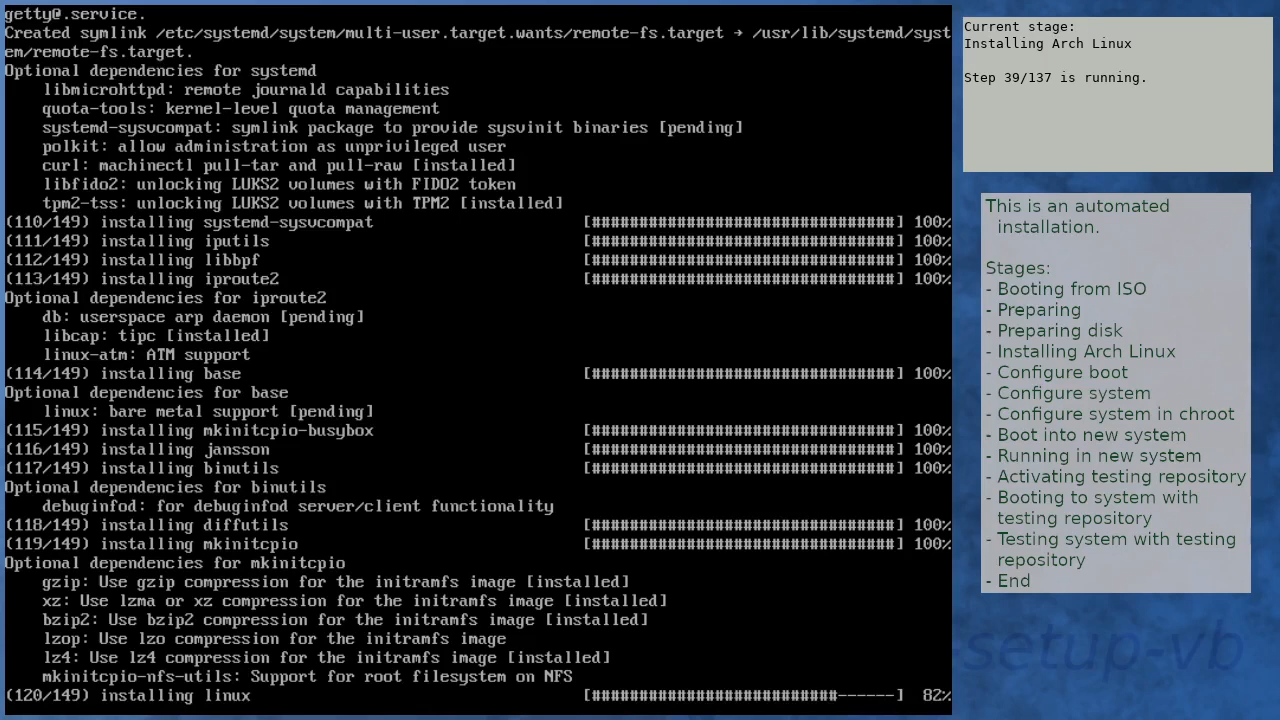 getty@.service.
Created symlink /etc/systemd/system/multi-user.target.wants/remote-fs.target → /usr/lib/systemd/syst
em/remote-fs.target.
Optional dependencies for systemd
    libmicrohttpd: remote journald capabilities
    quota-tools: kernel-level quota management
    systemd-sysvcompat: symlink package to provide sysvinit binaries [pending]
    polkit: allow administration as unprivileged user
    curl: machinectl pull-tar and pull-raw [installed]
    libfido2: unlocking LUKS2 volumes with FIDO2 token
    tpm2-tss: unlocking LUKS2 volumes with TPM2 [installed]
(110/149) installing systemd-sysvcompat                      [################################] 100%
(111/149) installing iputils                                 [################################] 100%
(112/149) installing libbpf                                  [################################] 100%
(113/149) installing iproute2                                [################################] 100%
Optional dependencies for iproute2
    db: userspace arp daemon [pending]
    libcap: tipc [installed]
    linux-atm: ATM support
(114/149) installing base                                    [################################] 100%
Optional dependencies for base
    linux: bare metal support [pending]
(115/149) installing mkinitcpio-busybox                      [################################] 100%
(116/149) installing jansson                                 [################################] 100%
(117/149) installing binutils                                [################################] 100%
Optional dependencies for binutils
    debuginfod: for debuginfod server/client functionality
(118/149) installing diffutils                               [################################] 100%
(119/149) installing mkinitcpio                              [################################] 100%
Optional dependencies for mkinitcpio
    gzip: Use gzip compression for the initramfs image [installed]
    xz: Use lzma or xz compression for the initramfs image [installed]
    bzip2: Use bzip2 compression for the initramfs image [installed]
    lzop: Use lzo compression for the initramfs image
    lz4: Use lz4 compression for the initramfs image [installed]
    mkinitcpio-nfs-utils: Support for root filesystem on NFS
(120/149) installing linux                                   [##########################------]  82%
Current stage:
Installing Arch Linux
Step 39/137 is running.
This is an automated
installation.
Stages:
- Booting from ISO
- Preparing
- Preparing disk
- Installing Arch Linux
- Configure boot
- Configure system
- Configure system in chroot
- Boot into new system
- Running in new system
- Activating testing repository
- Booting to system with
testing repository
- Testing system with testing
repository
- End
-setup-vb